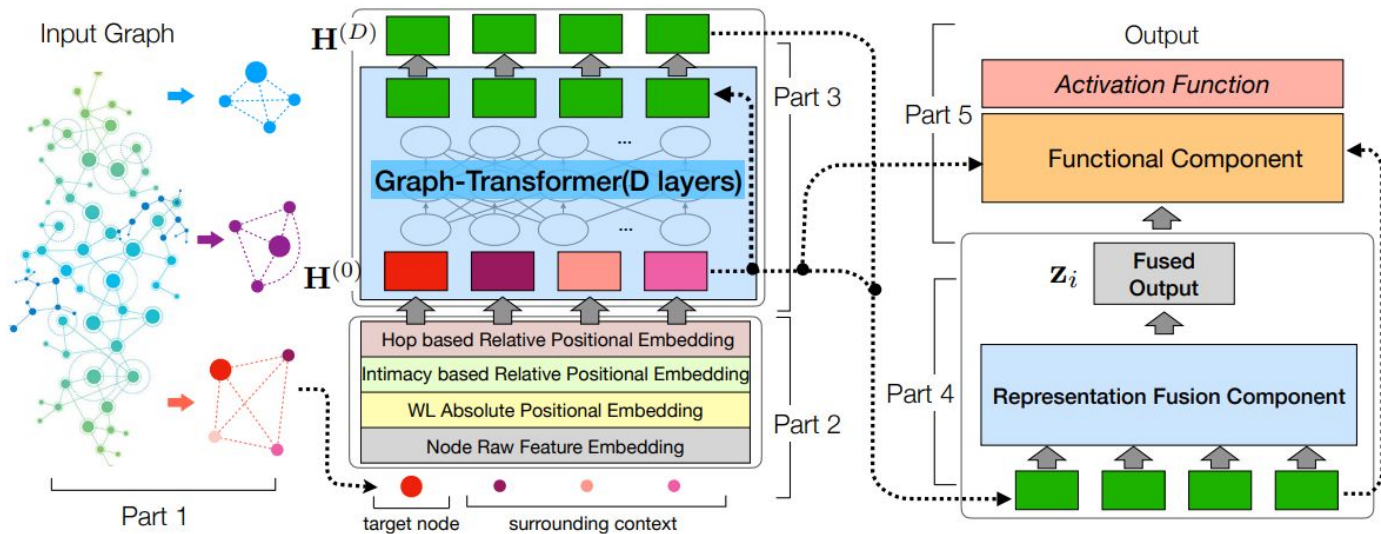 Input Graph
Part 1
H^(D)
Graph-Transformer(D layers)
...
...
H^(0)
Part 3
Hop based Relative Positional Embedding
Intimacy based Relative Positional Embedding
WL Absolute Positional Embedding
Node Raw Feature Embedding
Part 2
target node
surrounding context
Output
Part 5
Activation Function
Functional Component
z_i
Fused
Output
Part 4
Representation Fusion Component